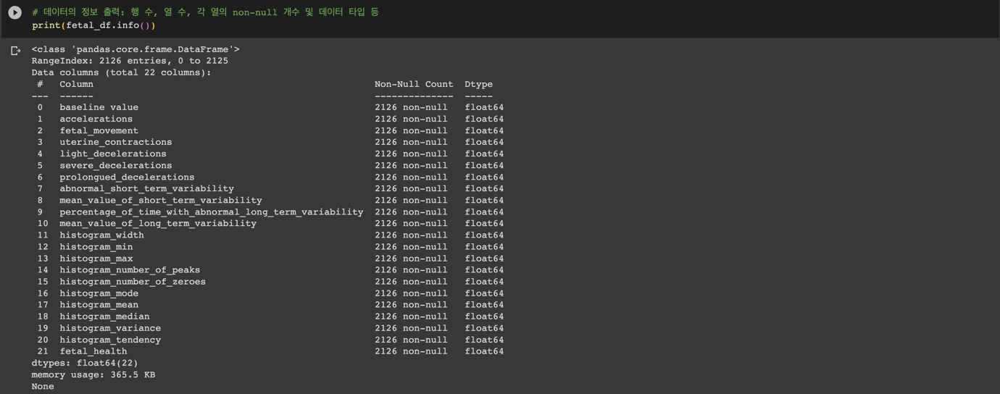 # 데이터의 정보 출력: 행 수, 열 수, 각 열의 non-null 개수 및 데이터 타입 등
print(fetal_df.info())
<class 'pandas.core.frame.DataFrame'>
RangeIndex: 2126 entries, 0 to 2125
Data columns (total 22 columns):
 #   Column                                                  Non-Null Count  Dtype
---  ------                                                  --------------  -----
 0   baseline value                                          2126 non-null   float64
 1   accelerations                                           2126 non-null   float64
 2   fetal_movement                                          2126 non-null   float64
 3   uterine_contractions                                    2126 non-null   float64
 4   light_decelerations                                     2126 non-null   float64
 5   severe_decelerations                                    2126 non-null   float64
 6   prolongued_decelerations                                2126 non-null   float64
 7   abnormal_short_term_variability                         2126 non-null   float64
 8   mean_value_of_short_term_variability                    2126 non-null   float64
 9   percentage_of_time_with_abnormal_long_term_variability  2126 non-null   float64
 10  mean_value_of_long_term_variability                     2126 non-null   float64
 11  histogram_width                                         2126 non-null   float64
 12  histogram_min                                           2126 non-null   float64
 13  histogram_max                                           2126 non-null   float64
 14  histogram_number_of_peaks                               2126 non-null   float64
 15  histogram_number_of_zeroes                              2126 non-null   float64
 16  histogram_mode                                          2126 non-null   float64
 17  histogram_mean                                          2126 non-null   float64
 18  histogram_median                                        2126 non-null   float64
 19  histogram_variance                                      2126 non-null   float64
 20  histogram_tendency                                      2126 non-null   float64
 21  fetal_health                                            2126 non-null   float64
dtypes: float64(22)
memory usage: 365.5 KB
None